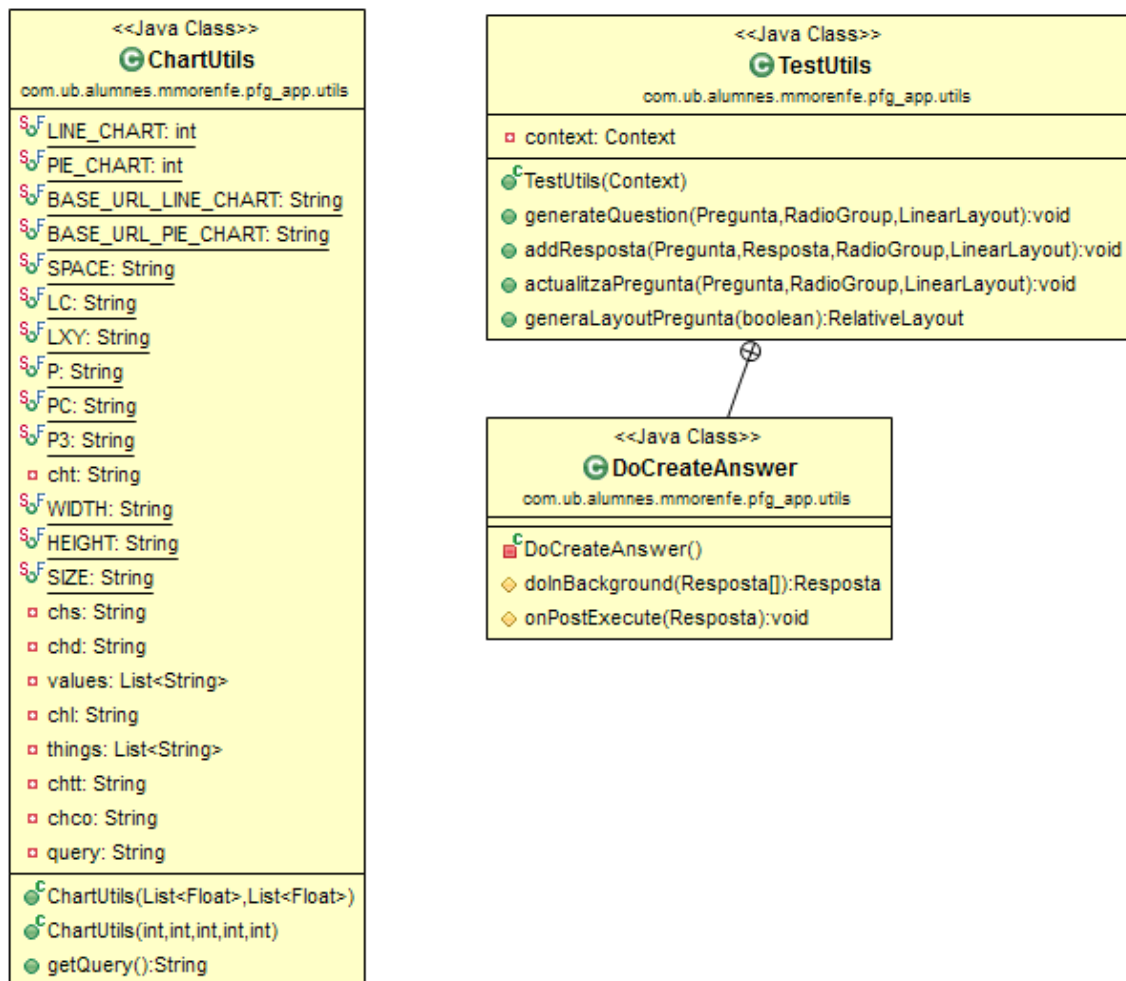 <<Java Class>>
ChartUtils
com.ub.alumnes.mmorenfe.pfg_app.utils
LINE_CHART: int
PIE_CHART: int
BASE_URL_LINE_CHART: String
BASE_URL_PIE_CHART: String
SPACE: String
LC: String
LXY: String
P: String
PC: String
P3: String
cht: String
WIDTH: String
HEIGHT: String
SIZE: String
chs: String
chd: String
values: List<String>
chl: String
things: List<String>
chtt: String
chco: String
query: String
ChartUtils(List<Float>,List<Float>)
ChartUtils(int,int,int,int,int)
getQuery():String
<<Java Class>>
TestUtils
com.ub.alumnes.mmorenfe.pfg_app.utils
context: Context
TestUtils(Context)
generateQuestion(Pregunta,RadioGroup,LinearLayout):void
addResposta(Pregunta,Resposta,RadioGroup,LinearLayout):void
actualitzaPregunta(Pregunta,RadioGroup,LinearLayout):void
generaLayoutPregunta(boolean):RelativeLayout
<<Java Class>>
DoCreateAnswer
com.ub.alumnes.mmorenfe.pfg_app.utils
DoCreateAnswer()
doInBackground(Resposta[]):Resposta
onPostExecute(Resposta):void